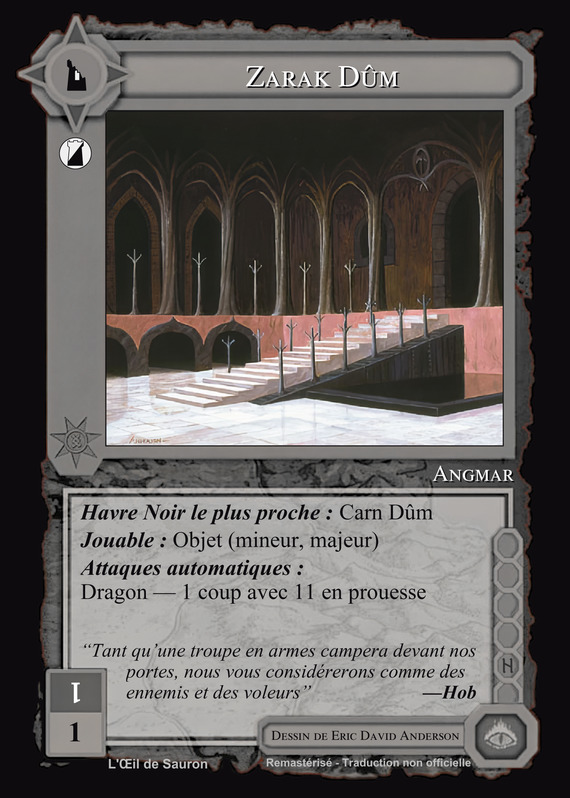 Zarak Dûm
Anderson
Angmar
Havre Noir le plus proche : Carn Dûm
Jouable : Objet (mineur, majeur)
Attaques automatiques :
Dragon — 1 coup avec 11 en prouesse
“Tant qu’une troupe en armes campera devant nos
portes, nous vous considérerons comme des
ennemis et des voleurs” —Hob
1
1
Dessin de Eric David Anderson
L'Œil de Sauron
Remastérisé - Traduction non officielle